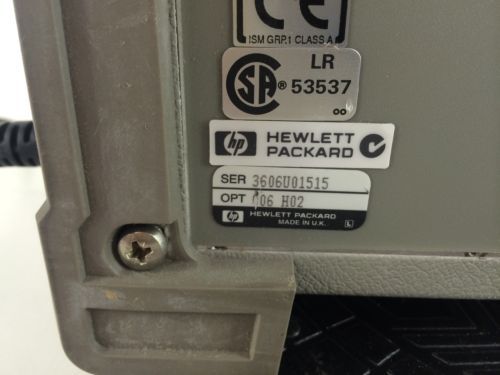 CE
ISM GRP.1 CLASS A
LR
CSA ® 53537
hp HEWLETT
PACKARD
SER 3606U01515
OPT 006 H02
hp HEWLETT PACKARD
MADE IN U.K. L